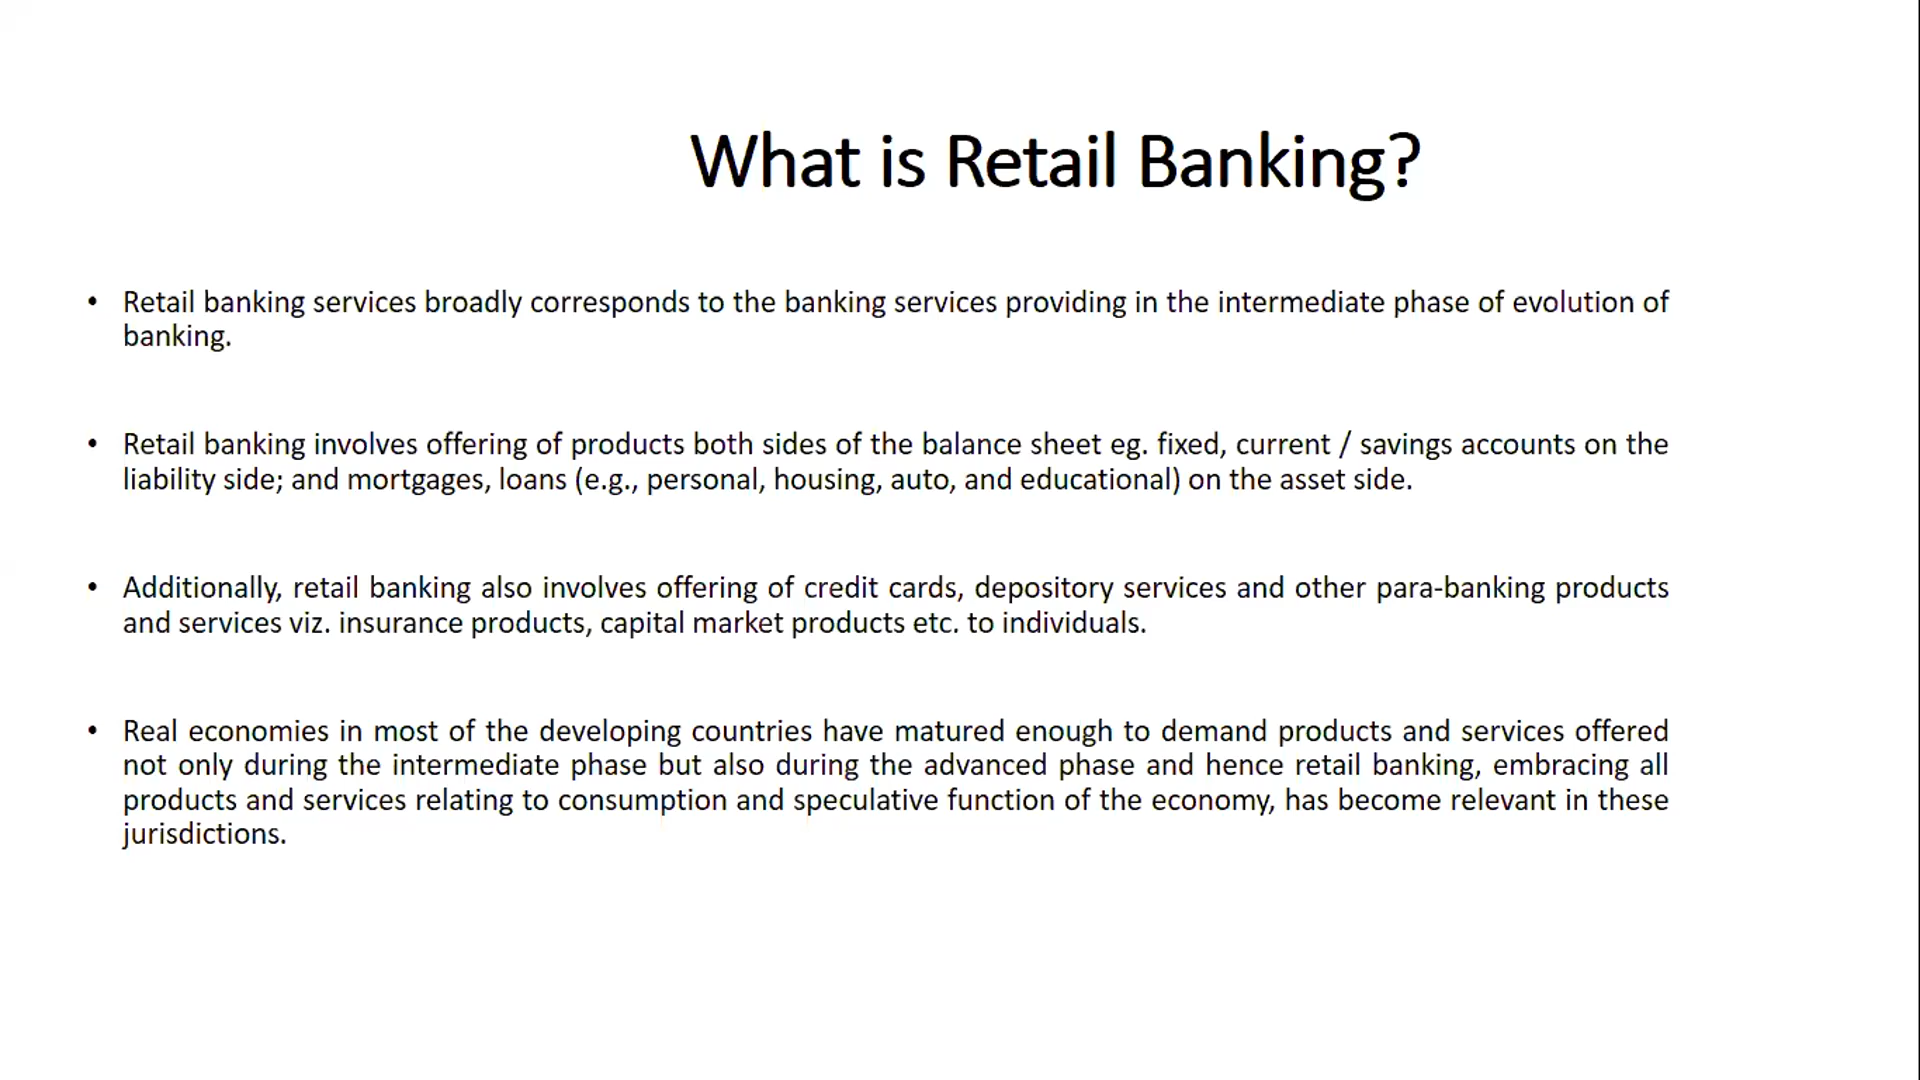 What is Retail Banking?
• Retail banking services broadly corresponds to the banking services providing in the intermediate phase of evolution of
banking.
• Retail banking involves offering of products both sides of the balance sheet eg. fixed, current / savings accounts on the
liability side; and mortgages, loans (e.g., personal, housing, auto, and educational) on the asset side.
• Additionally, retail banking also involves offering of credit cards, depository services and other para-banking products
and services viz. insurance products, capital market products etc. to individuals.
• Real economies in most of the developing countries have matured enough to demand products and services offered
not only during the intermediate phase but also during the advanced phase and hence retail banking, embracing all
products and services relating to consumption and speculative function of the economy, has become relevant in these
jurisdictions.